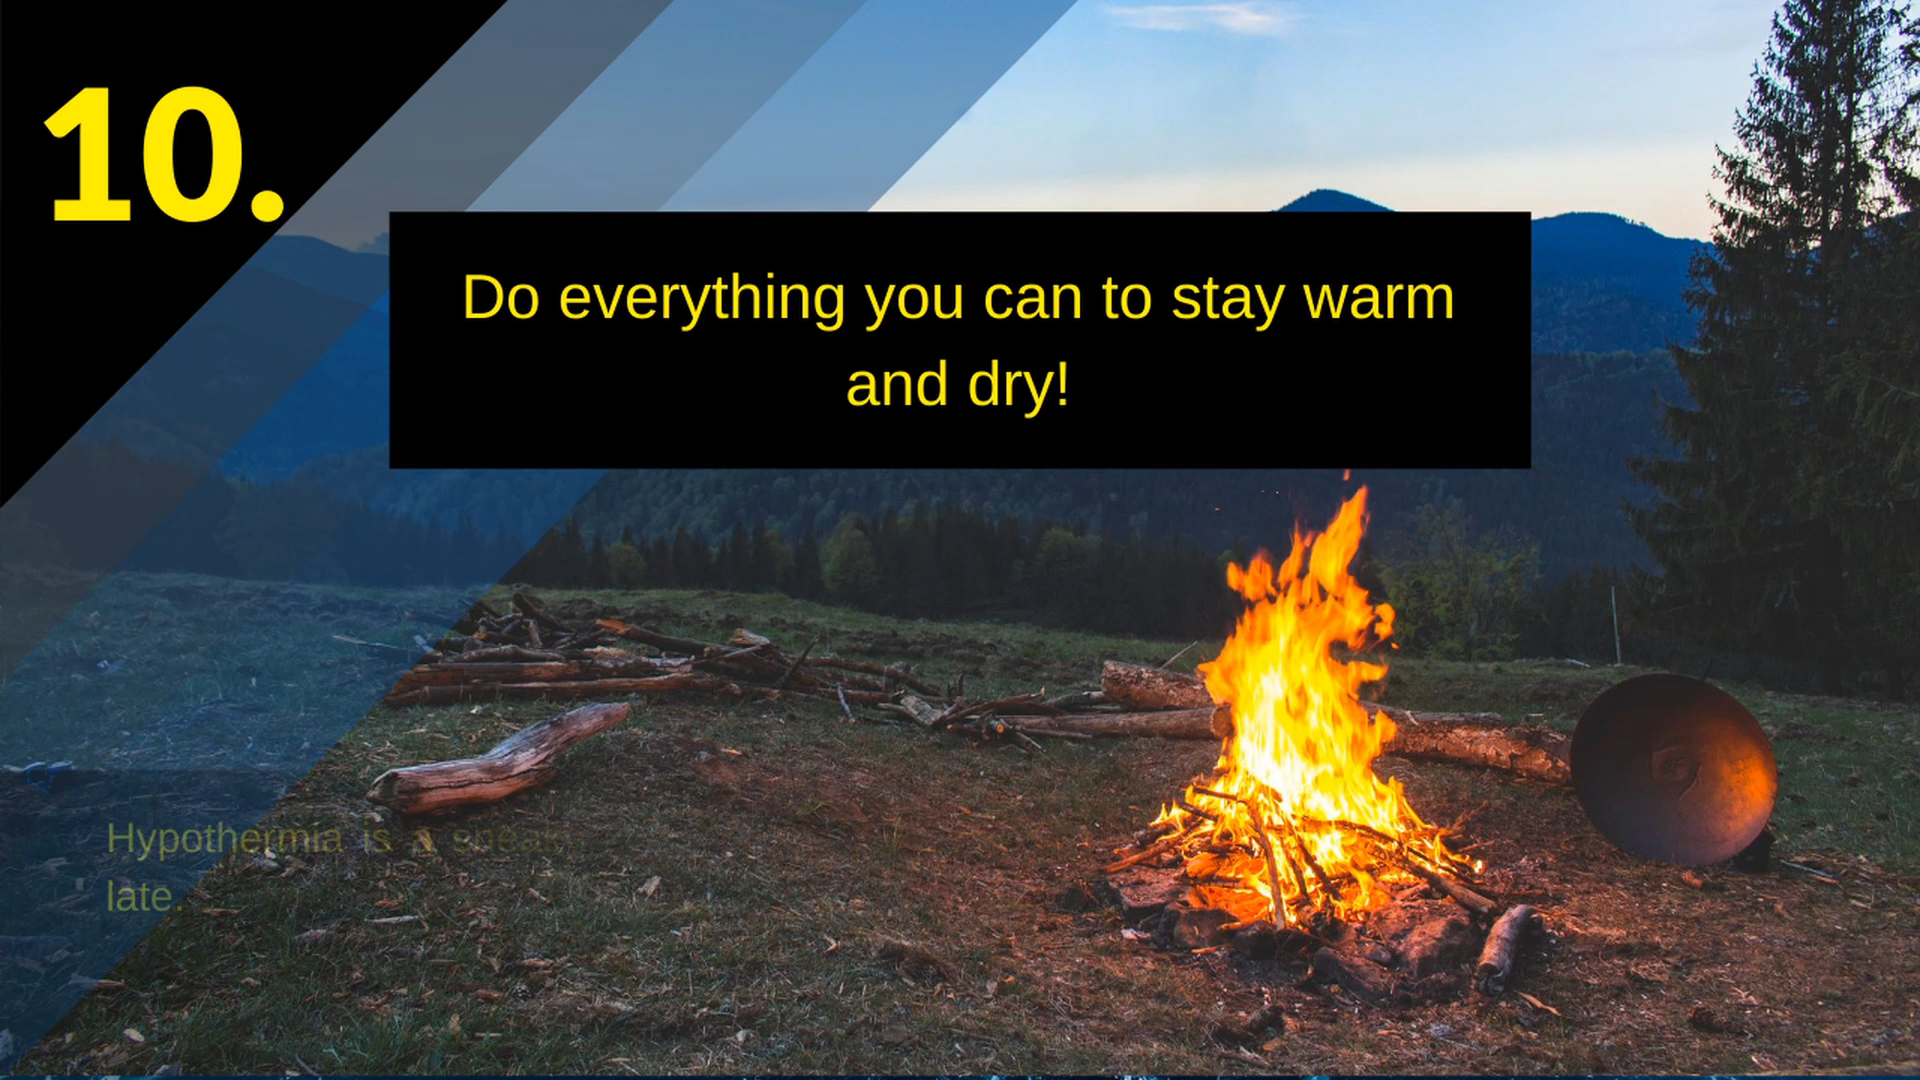 10.
Do everything you can to stay warm
and dry!
Hypothermia is a
late.